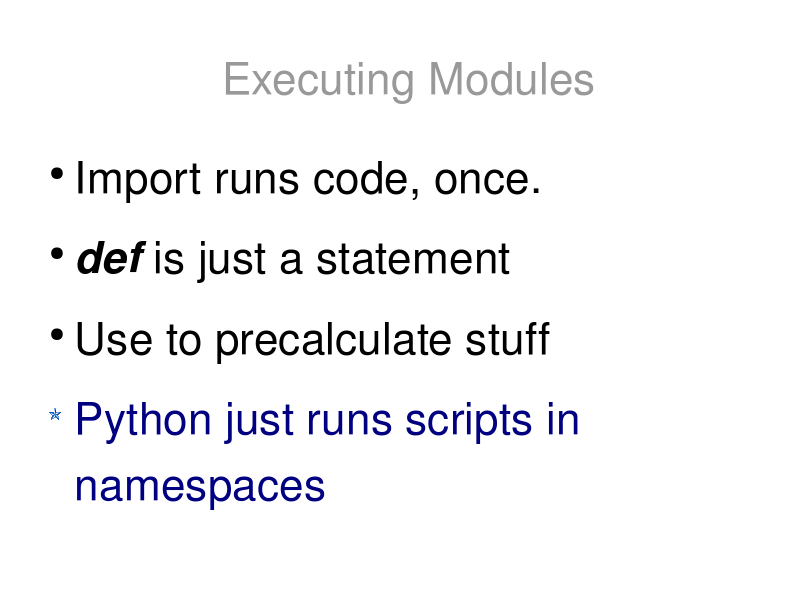 Executing Modules
• Import runs code, once.
• def is just a statement
• Use to precalculate stuff
* Python just runs scripts in
namespaces